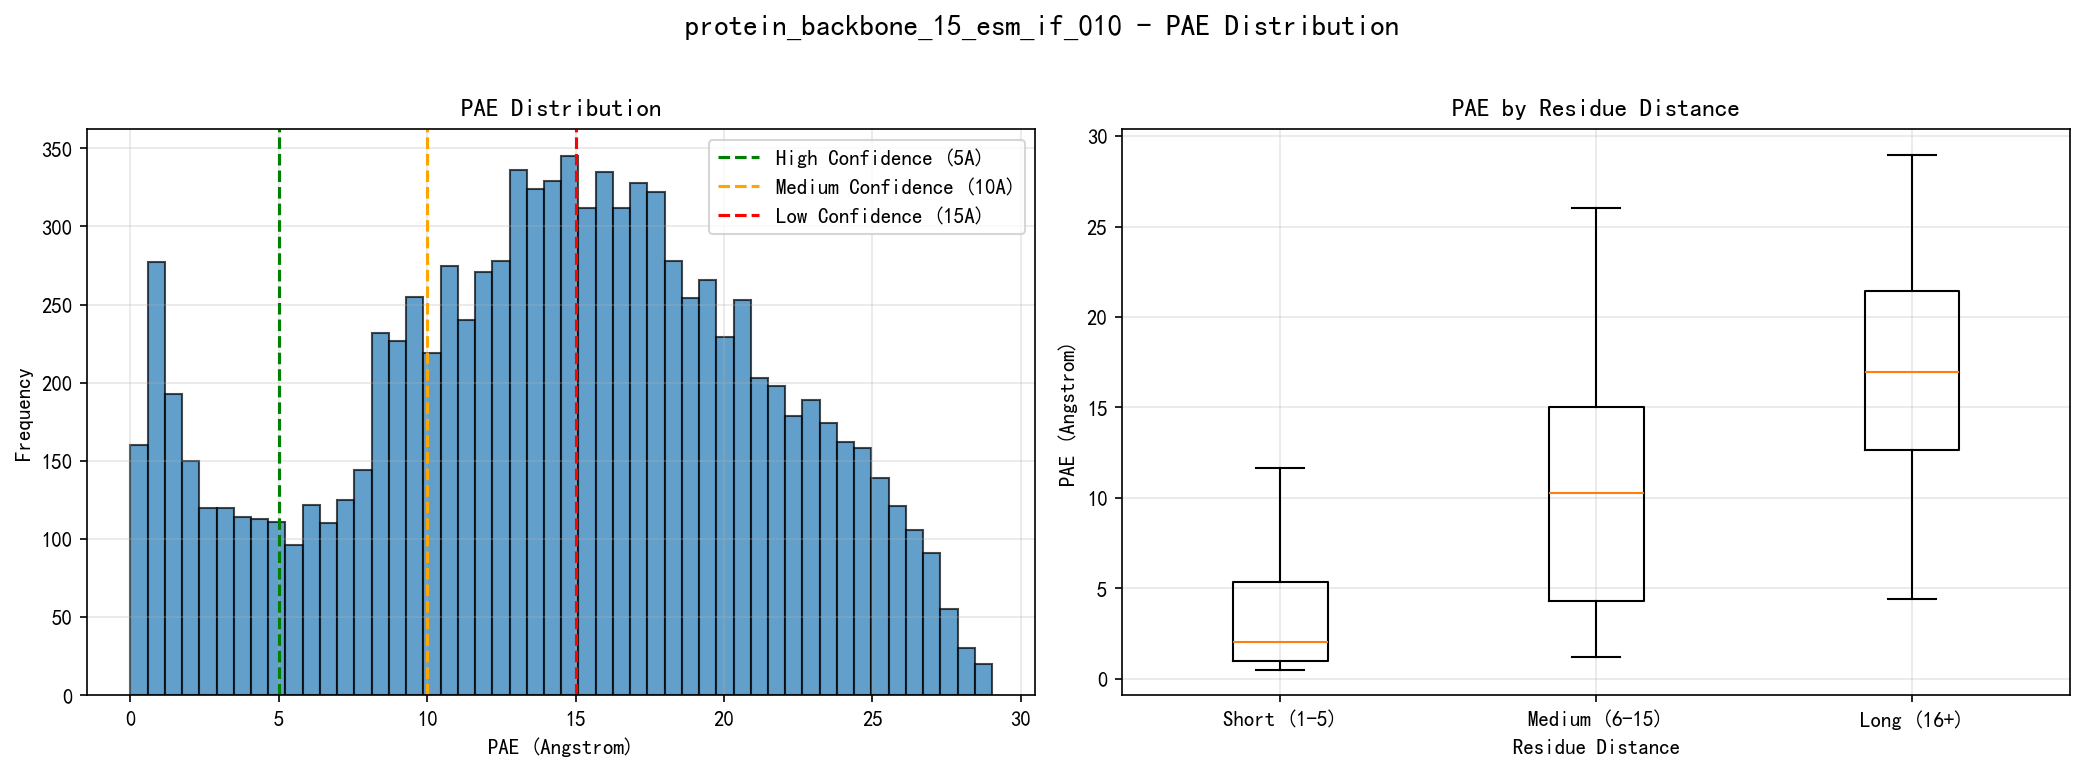 protein_backbone_15_esm_if_010 - PAE Distribution
PAE Distribution
350
300
250
200
150
100
50
0
Frequency
0 5 10 15 20 25 30
PAE (Angstrom)
High Confidence (5A)
Medium Confidence (10A)
Low Confidence (15A)
PAE by Residue Distance
30
25
20
15
10
5
0
PAE (Angstrom)
Short (1-5) Medium (6-15) Long (16+)
Residue Distance